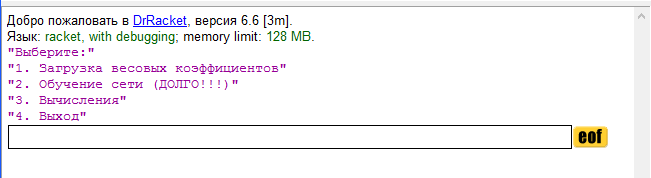 Добро пожаловать в DrRacket, версия 6.6 [3m].
Язык: racket, with debugging; memory limit: 128 MB.
"Выберите:"
"1. Загрузка весовых коэффициентов"
"2. Обучение сети (ДОЛГО!!!)"
"3. Вычисления"
"4. Выход"
eof